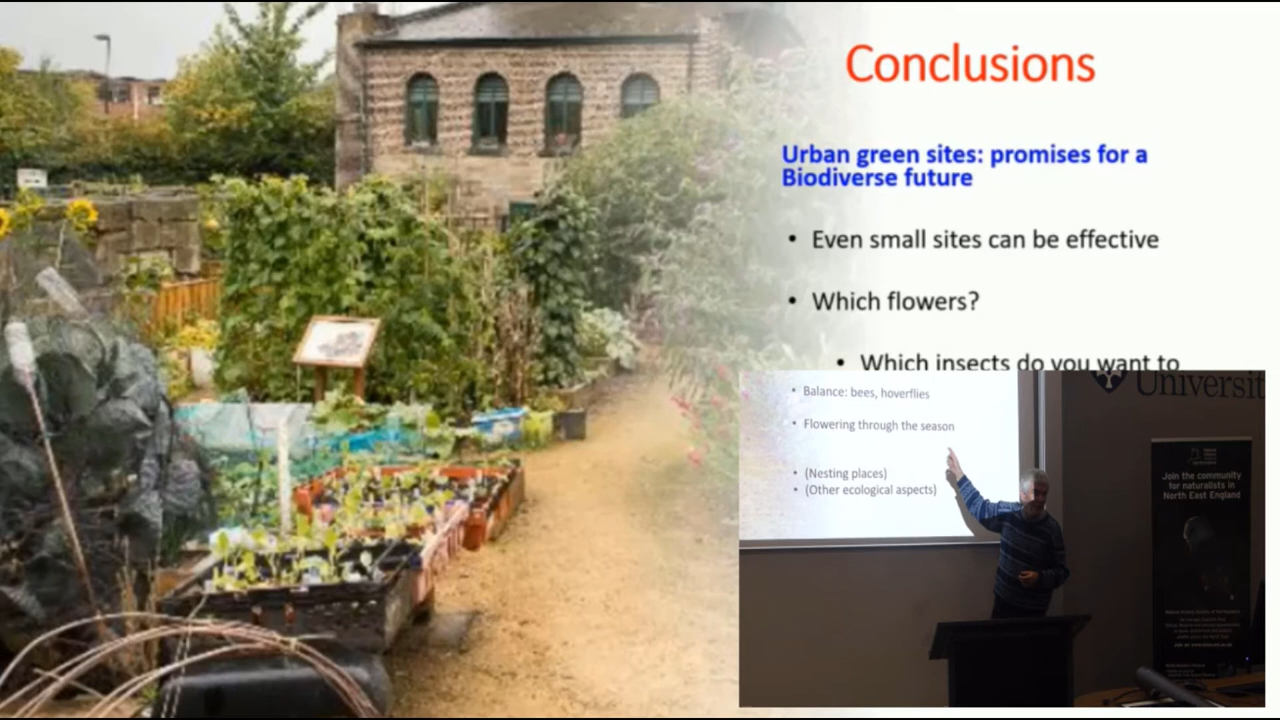 Conclusions
Urban green sites: promises for a
Biodiverse future
• Even small sites can be effective
• Which flowers?
• Which insects do you want to
• Balance: bees, hoverflies
• Flowering through the season
• (Nesting places)
• (Other ecological aspects)
Universit
Join the community
for naturalists in
North East England